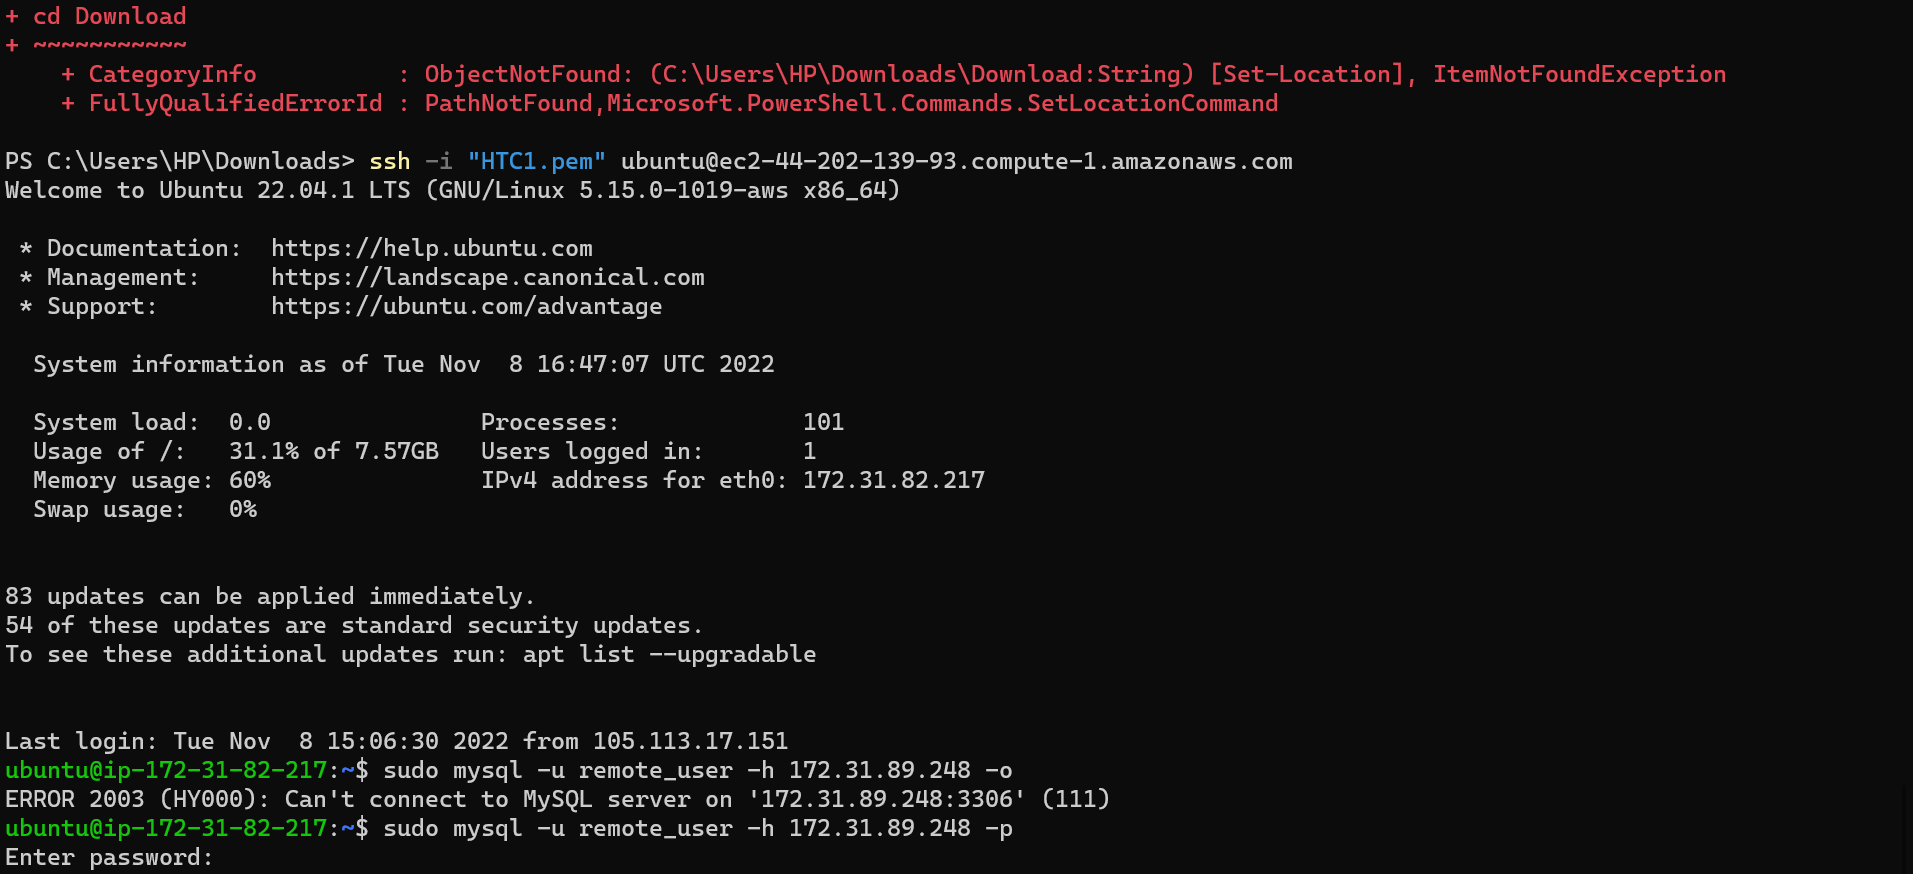 + cd Download
+ ~~~~~~~~~~~
    + CategoryInfo          : ObjectNotFound: (C:\Users\HP\Downloads\Download:String) [Set-Location], ItemNotFoundException
    + FullyQualifiedErrorId : PathNotFound,Microsoft.PowerShell.Commands.SetLocationCommand

PS C:\Users\HP\Downloads> ssh -i "HTC1.pem" ubuntu@ec2-44-202-139-93.compute-1.amazonaws.com
Welcome to Ubuntu 22.04.1 LTS (GNU/Linux 5.15.0-1019-aws x86_64)

 * Documentation:  https://help.ubuntu.com
 * Management:     https://landscape.canonical.com
 * Support:        https://ubuntu.com/advantage

  System information as of Tue Nov  8 16:47:07 UTC 2022

  System load:  0.0               Processes:             101
  Usage of /:   31.1% of 7.57GB   Users logged in:       1
  Memory usage: 60%               IPv4 address for eth0: 172.31.82.217
  Swap usage:   0%


83 updates can be applied immediately.
54 of these updates are standard security updates.
To see these additional updates run: apt list --upgradable


Last login: Tue Nov  8 15:06:30 2022 from 105.113.17.151
ubuntu@ip-172-31-82-217:~$ sudo mysql -u remote_user -h 172.31.89.248 -o
ERROR 2003 (HY000): Can't connect to MySQL server on '172.31.89.248:3306' (111)
ubuntu@ip-172-31-82-217:~$ sudo mysql -u remote_user -h 172.31.89.248 -p
Enter password: